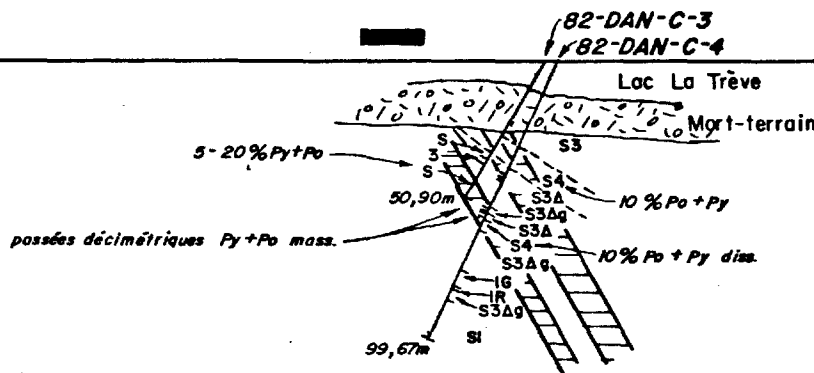 82-DAN-C-3
82-DAN-C-4
Lac La Trève
Mort-terrain
S3
5-20% Py+Po
S
3
S
S4
10% Po + Py
50,90m
S3Δ
S3Δg
S3Δ
passées décimétriques Py+Po mass.
S4
10% Po + Py diss.
S3Δg
IG
IR
S3Δg
S1
99,67m